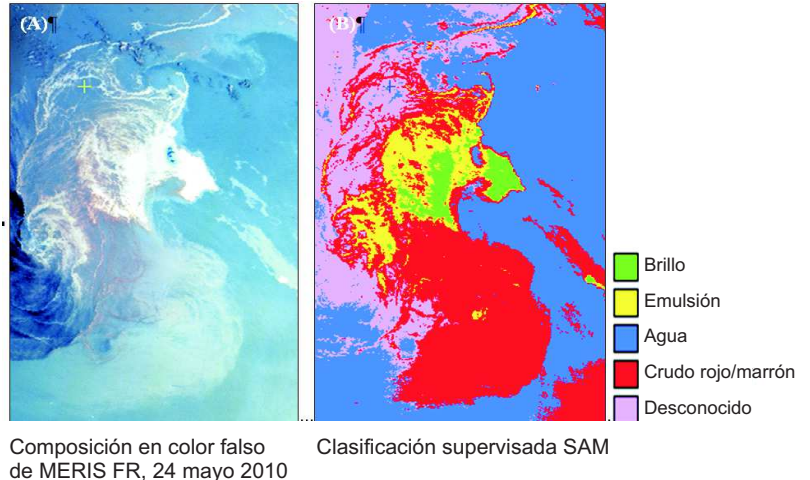 (A)¶
(B)¶
Brillo
Emulsión
Agua
Crudo rojo/marrón
Desconocido
Composición en color falso
de MERIS FR, 24 mayo 2010
Clasificación supervisada SAM